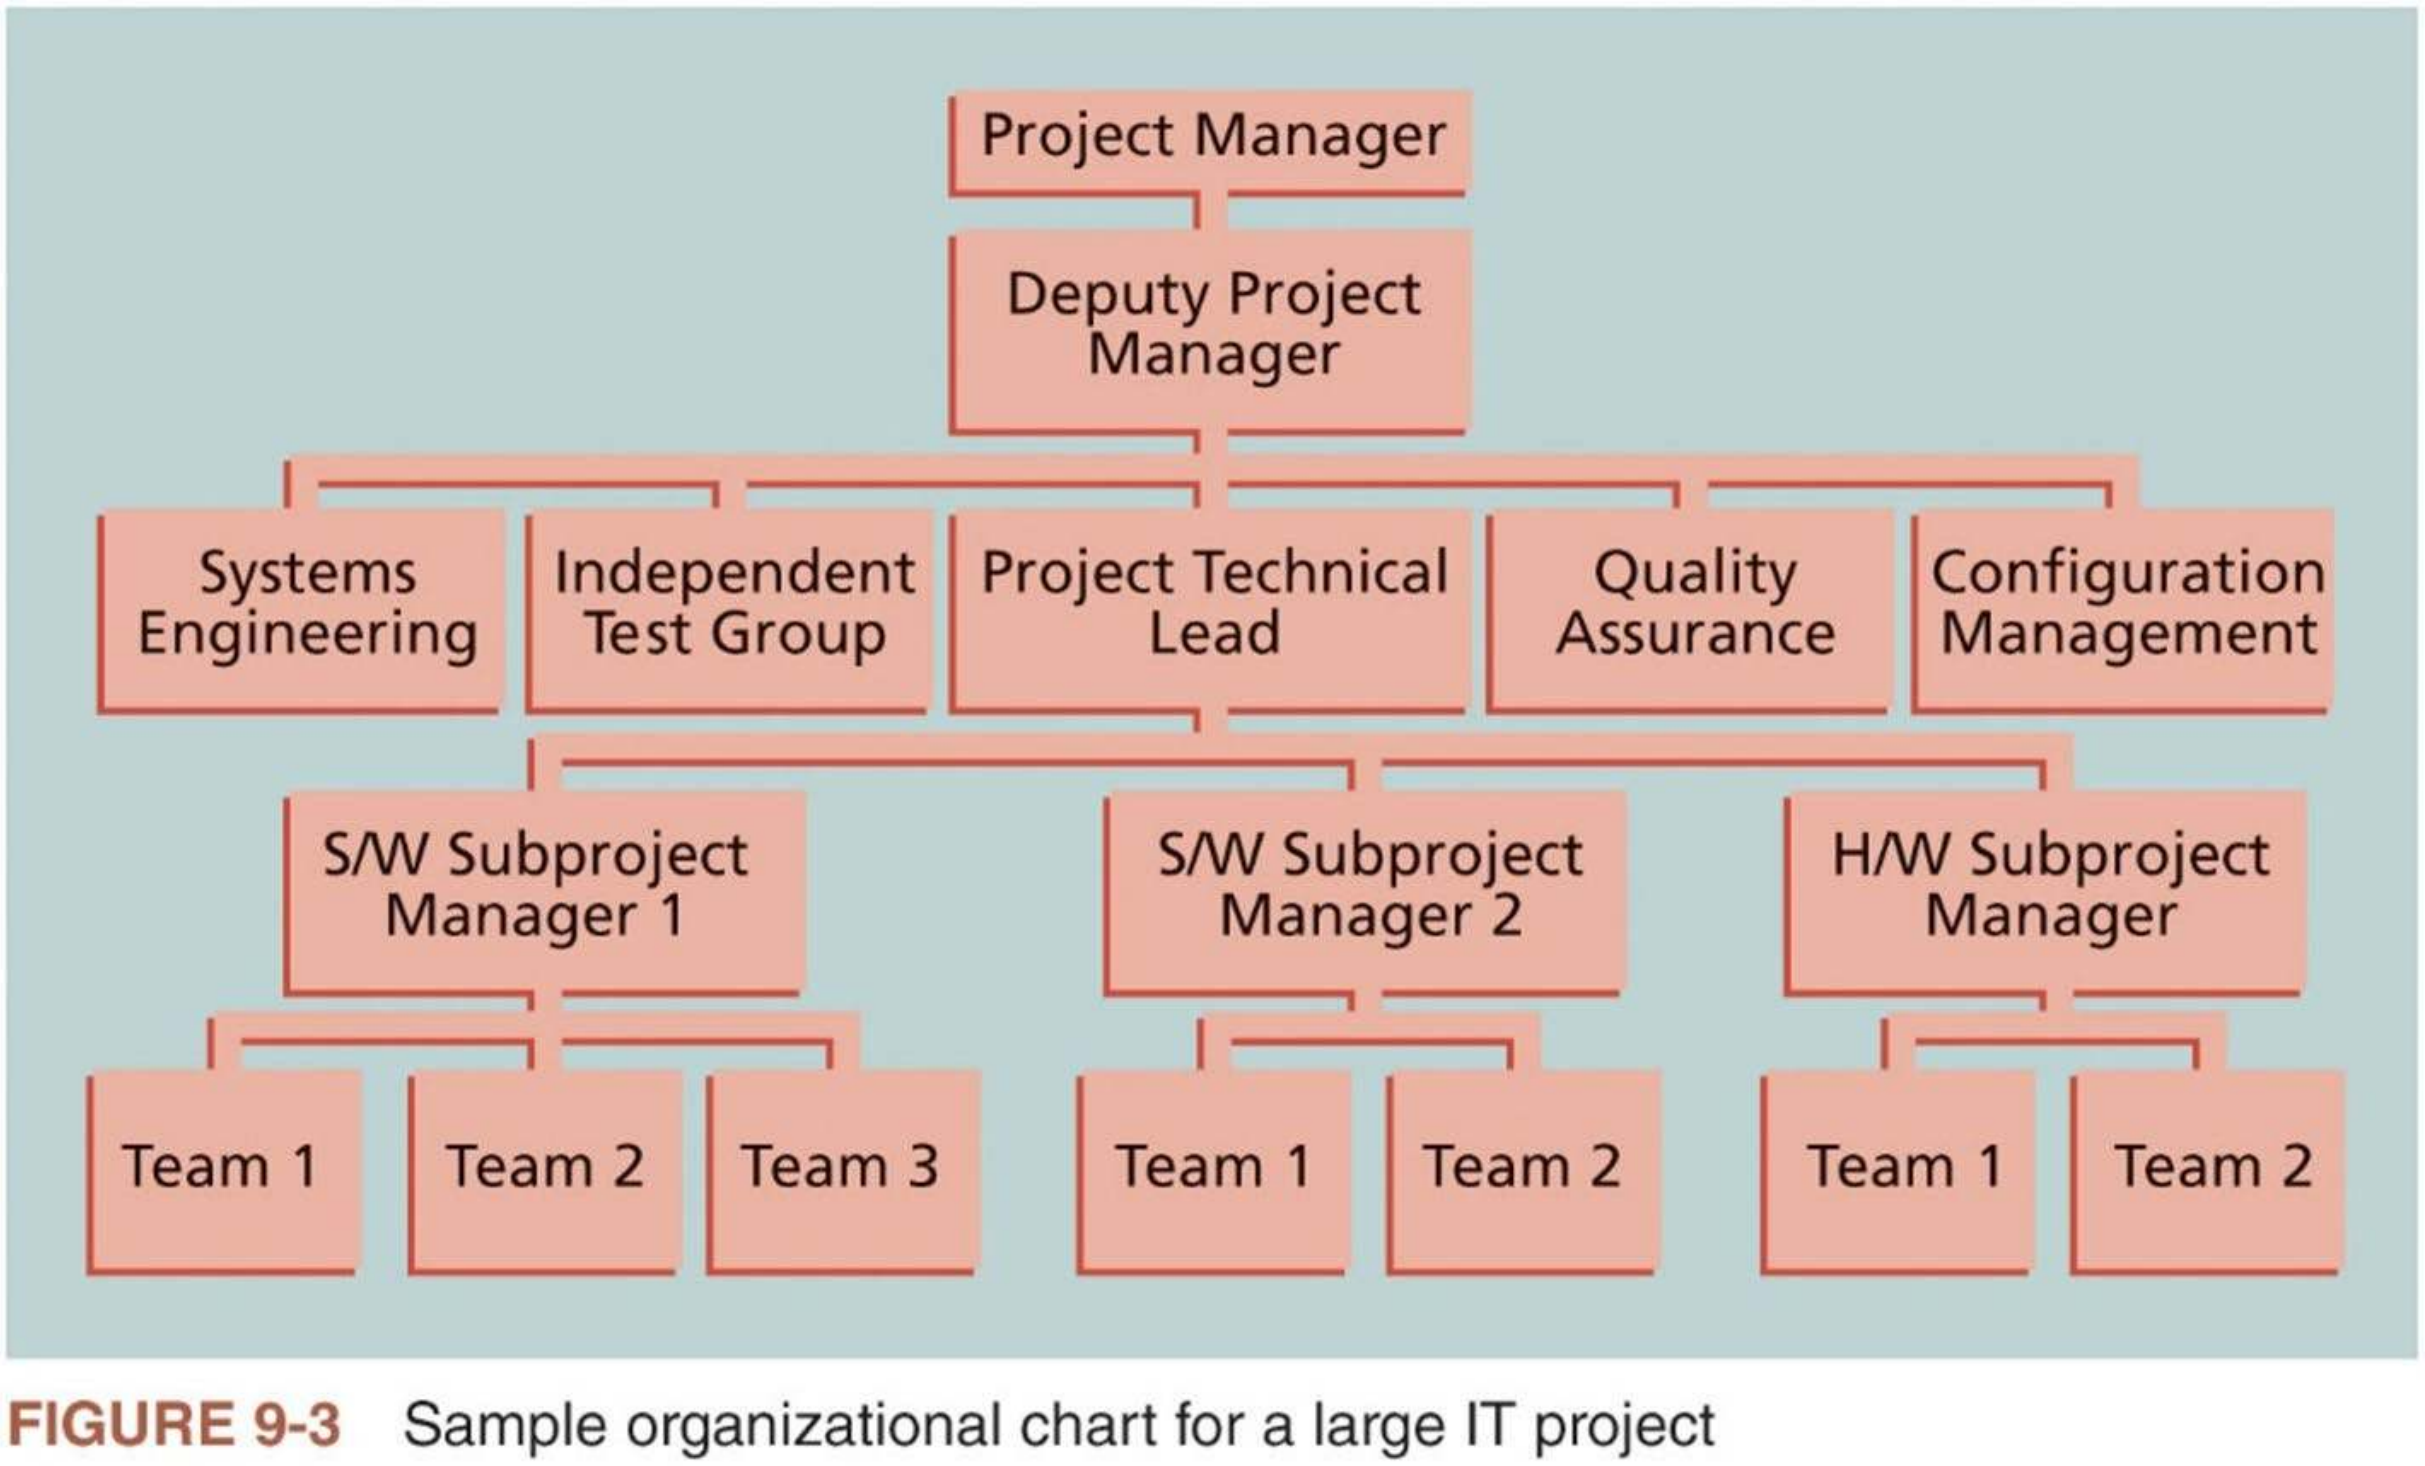 Project Manager
Deputy Project
Manager
Systems
Engineering
Independent
Test Group
Project Technical
Lead
Quality
Assurance
Configuration
Management
S/W Subproject
Manager 1
S/W Subproject
Manager 2
H/W Subproject
Manager
Team 1
Team 2
Team 3
Team 1
Team 2
Team 1
Team 2
FIGURE 9-3 Sample organizational chart for a large IT project